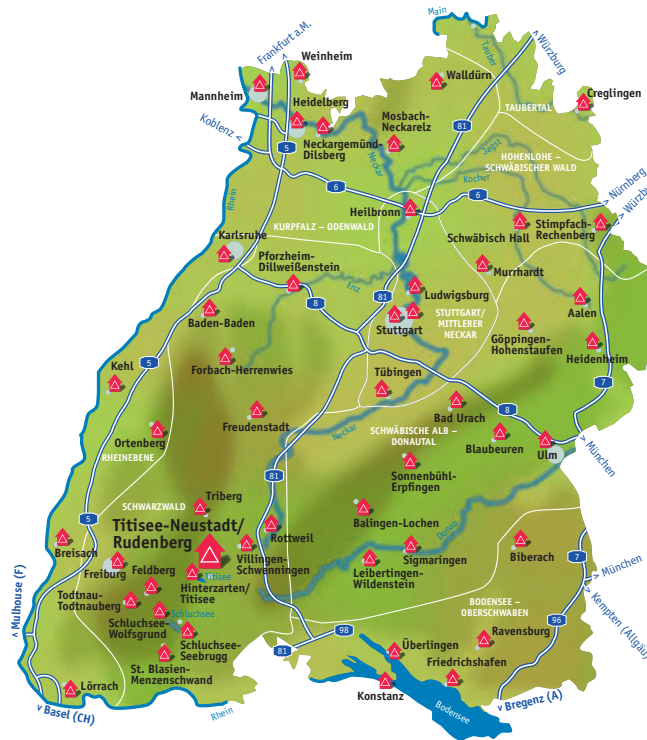 Main
Frankfurt a.M.
Weinheim
Tauber
Würzburg
Walldürn
Creglingen
Mannheim
TAUBERTAL
Heidelberg
Koblenz
Mosbach-
Neckarelz
81
5
Neckargemünd-
Dilsberg
Neckar
Jagst
HOHENLOHE –
SCHWÄBISCHER WALD
Kocher
6
6
Nürnberg
Würzb
Rhein
Heilbronn
Stimpfach-
Rechenberg
KURPFALZ – ODENWALD
Karlsruhe
Schwäbisch Hall
Pforzheim-
Dillweißenstein
Murrhardt
Enz
Ludwigsburg
81
8
Aalen
Baden-Baden
STUTTGART/
MITTLERER
NECKAR
Stuttgart
Göppingen-
Hohenstaufen
Heidenheim
5
Kehl
Forbach-Herrenwies
Tübingen
7
8
Bad Urach
Freudenstadt
Neckar
SCHWÄBISCHE ALB –
DONAUTAL
Ortenberg
Blaubeuren
Ulm
München
RHEINEBENE
81
Sonnenbühl-
Erpfingen
Triberg
SCHWARZWALD
Balingen-Lochen
5
Titisee-Neustadt/
Rudenberg
Donau
Rottweil
Breisach
Villingen-
Schwenningen
Sigmaringen
Biberach
7
Freiburg
Feldberg
Titisee
Hinterzarten/
Titisee
Leibertingen-
Wildenstein
München
Todtnau-
Todtnauberg
Schluchsee
BODENSEE –
OBERSCHWABEN
Kempten (Allgäu)
Mulhouse (F)
Schluchsee-
Wolfsgrund
98
96
Ravensburg
Schluchsee-
Seebrugg
81
Überlingen
St. Blasien-
Menzenschwand
Friedrichshafen
Lörrach
Konstanz
Basel (CH)
Rhein
Bodensee
Bregenz (A)